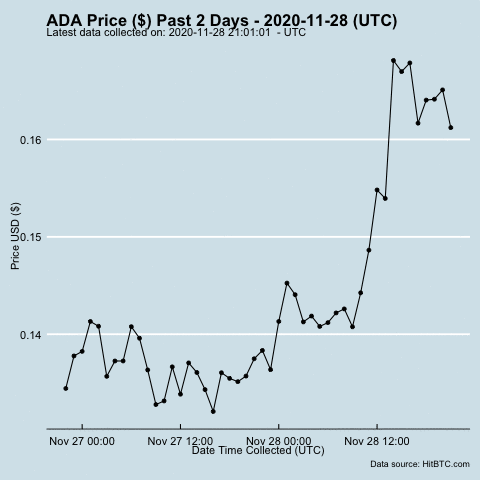 ADA Price ($) Past 2 Days - 2020-11-28 (UTC)
Latest data collected on: 2020-11-28 21:01:01 - UTC
0.16
0.15
0.14
Price USD ($)
Nov 27 00:00 Nov 27 12:00 Nov 28 00:00 Nov 28 12:00
Date Time Collected (UTC)
Data source: HitBTC.com